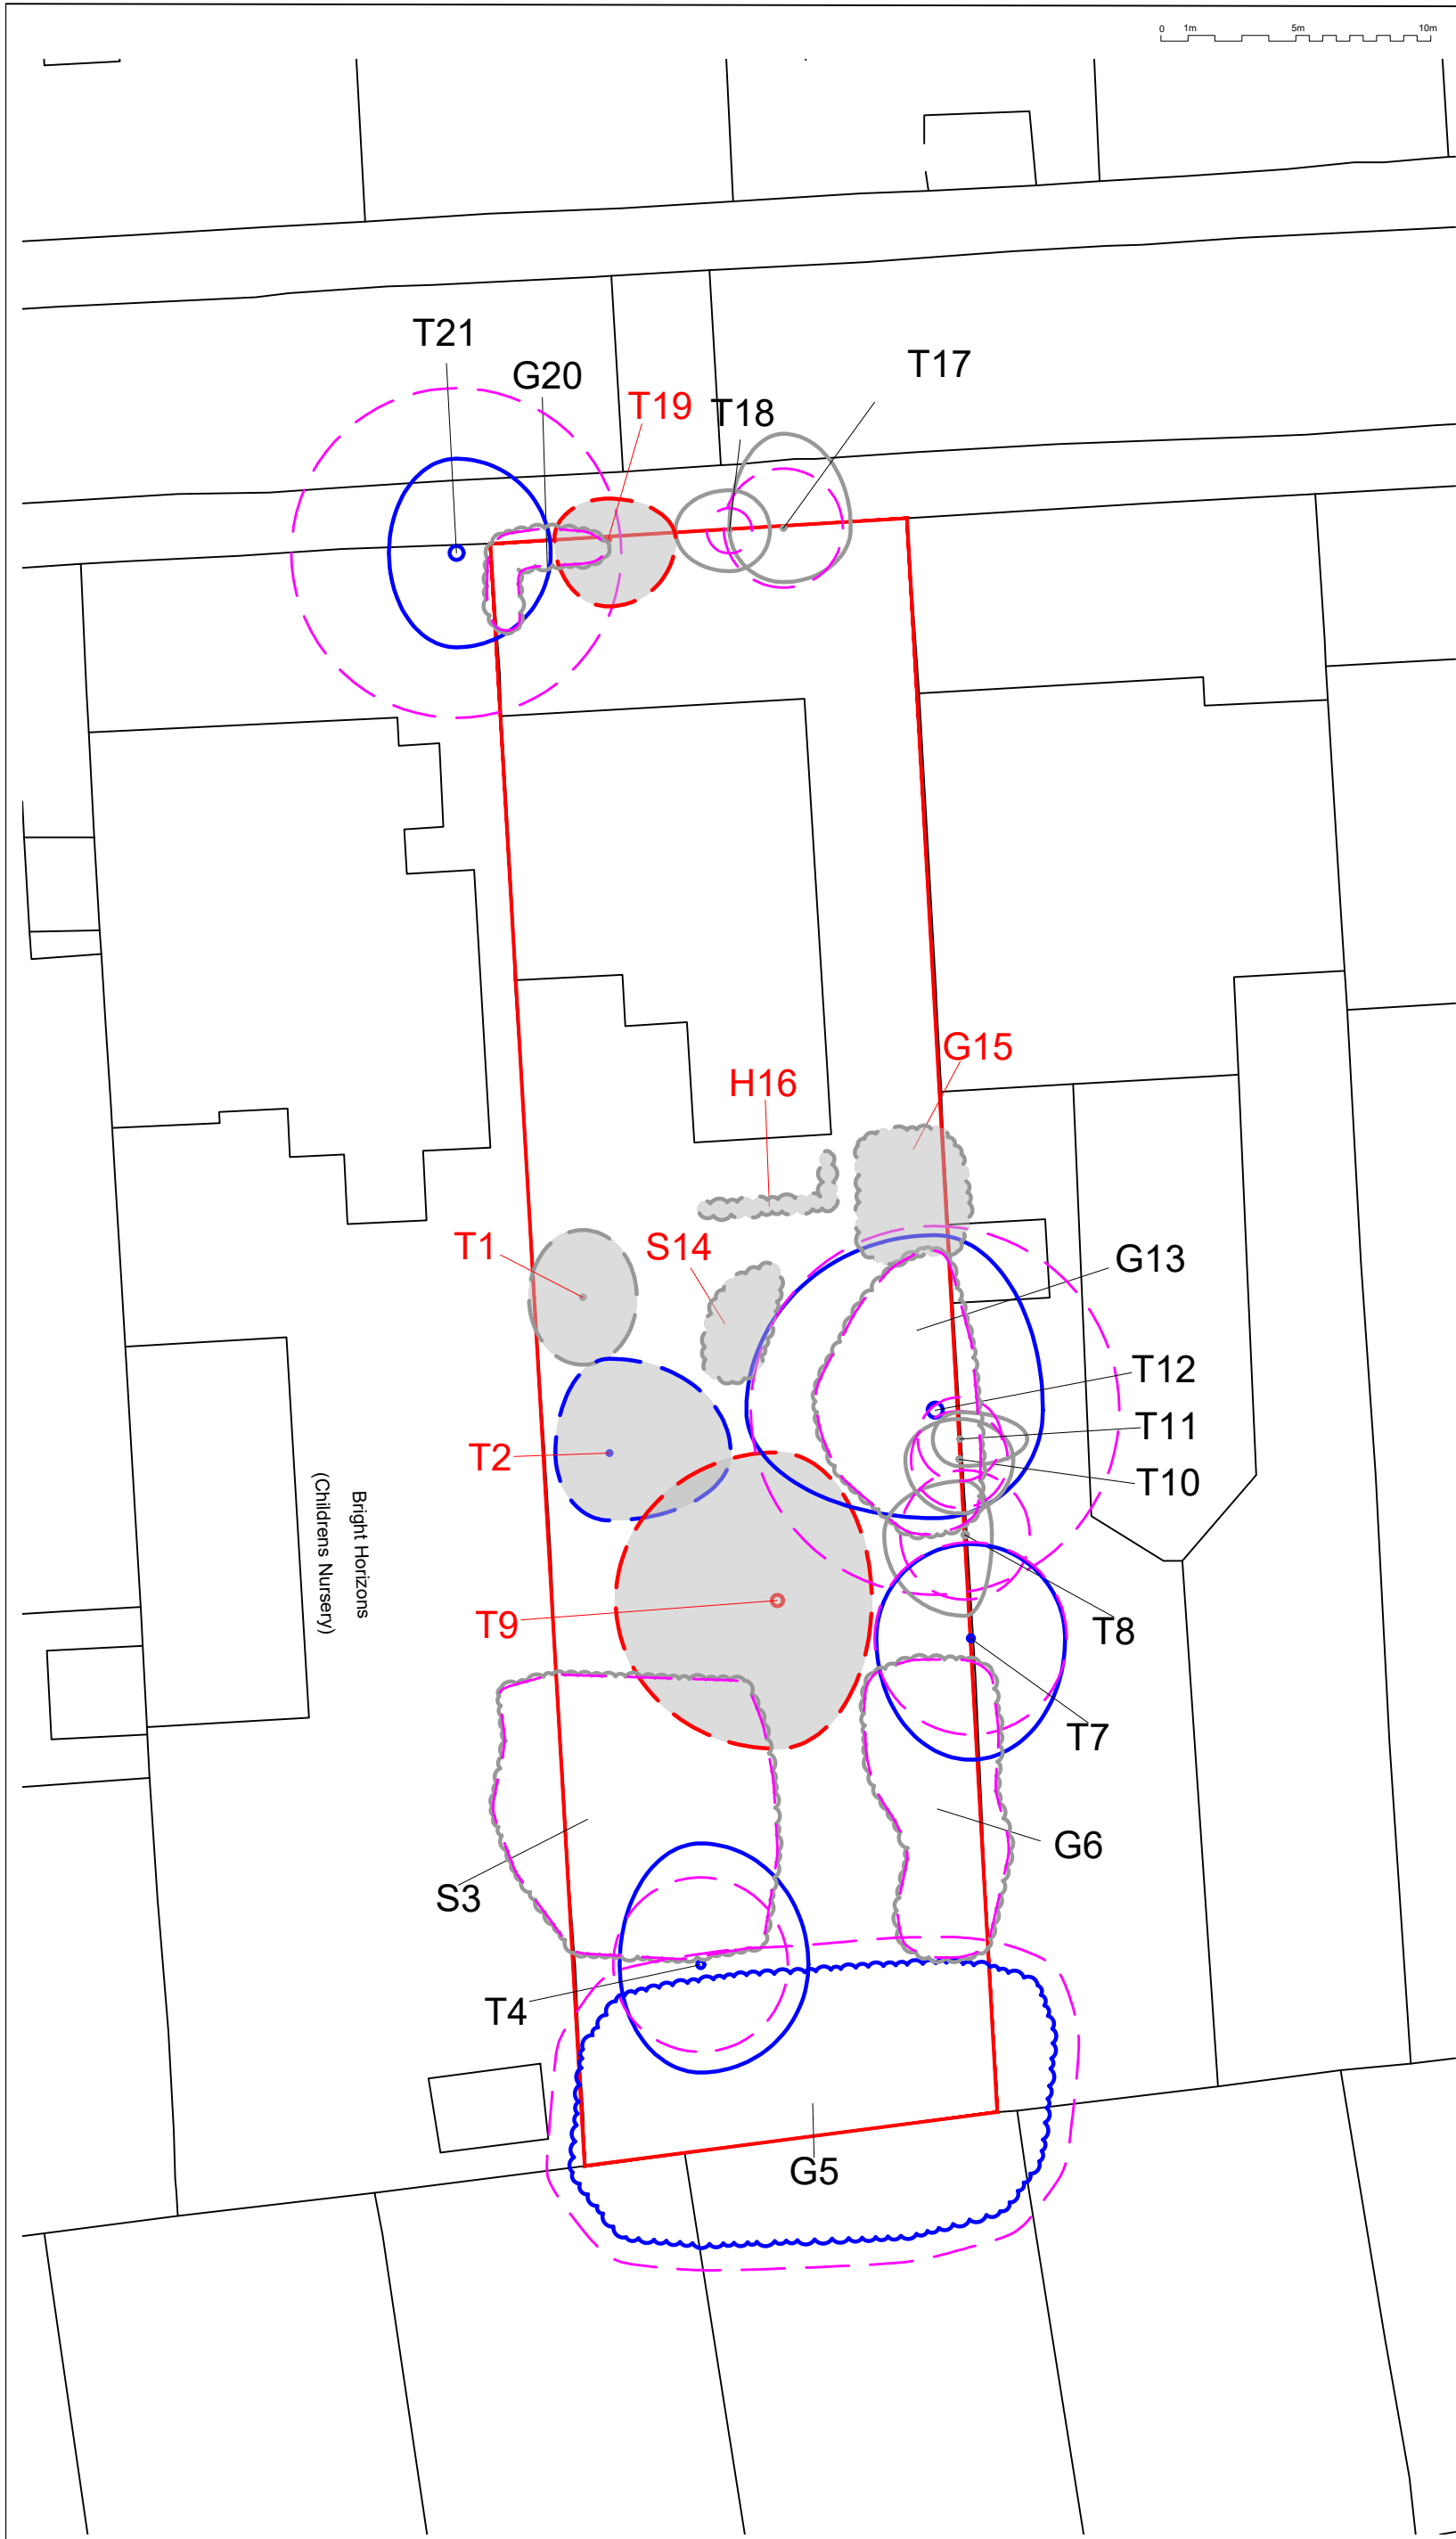 0 1m 5m 10m
T21
G20
T19
T18
T17
G15
H16
T1
S14
G13
T12
T11
T10
T2
Bright Horizons
(Childrens Nursery)
T9
T8
T7
G6
S3
T4
G5